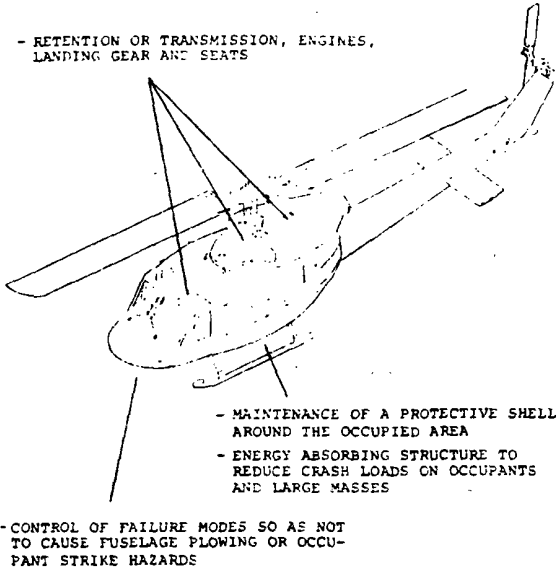 - RETENTION OR TRANSMISSION, ENGINES,
LANDING GEAR AND SEATS
- MAINTENANCE OF A PROTECTIVE SHELL
AROUND THE OCCUPIED AREA
- ENERGY ABSORBING STRUCTURE TO
REDUCE CRASH LOADS ON OCCUPANTS
AND LARGE MASSES
- CONTROL OF FAILURE MODES SO AS NOT
TO CAUSE FUSELAGE PLOWING OR OCCU-
PANT STRIKE HAZARDS